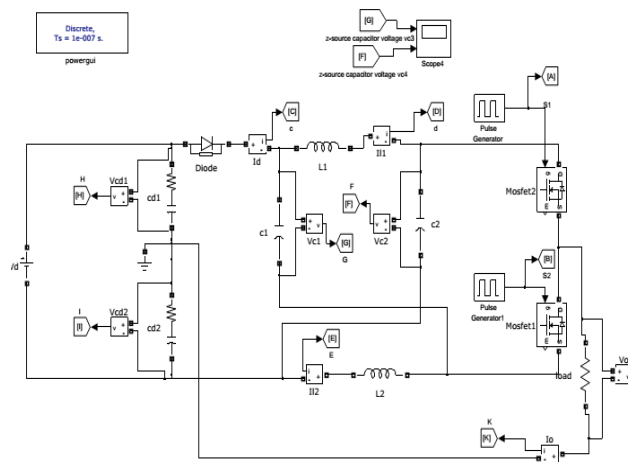 Discrete,
Ts = 1e-007 s.
powergui
[G]
z-source capacitor voltage vc3
[F]
z-source capacitor voltage vc4
Scope4
[A]
S1
Pulse
Generator
[C]
c
[D]
d
i
+
-
Id
L1
i
+
-
Il1
Diode
g
D
Mosfet2
m
S
H
[H]
Vcd1
v
+
-
cd1
c1
v
+
-
Vc1
[G]
G
F
[F]
v
+
-
Vc2
c2
[B]
S2
Pulse
Generator1
g
D
Mosfet1
m
S
I
[I]
Vcd2
v
+
-
cd2
[E]
E
i
+
-
Il2
L2
load
Vo
+
-
v
K
[K]
Io
i
+
-